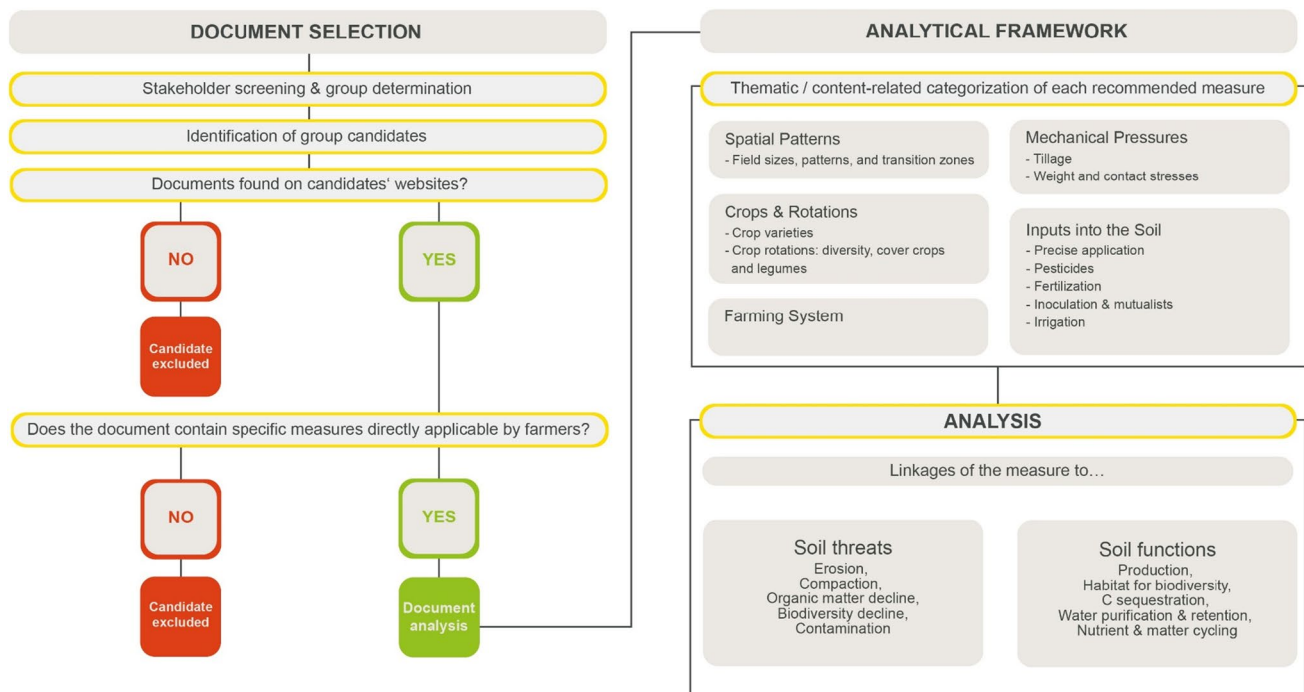 DOCUMENT SELECTION
Stakeholder screening & group determination
Identification of group candidates
Documents found on candidates‘ websites?
NO
YES
Candidate
excluded
Does the document contain specific measures directly applicable by farmers?
NO
YES
Candidate
excluded
Document
analysis
ANALYTICAL FRAMEWORK
Thematic / content-related categorization of each recommended measure
Spatial Patterns
- Field sizes, patterns, and transition zones
Crops & Rotations
- Crop varieties
- Crop rotations: diversity, cover crops
and legumes
Farming System
Mechanical Pressures
- Tillage
- Weight and contact stresses
Inputs into the Soil
- Precise application
- Pesticides
- Fertilization
- Inoculation & mutualists
- Irrigation
ANALYSIS
Linkages of the measure to…
Soil threats
Erosion,
Compaction,
Organic matter decline,
Biodiversity decline,
Contamination
Soil functions
Production,
Habitat for biodiversity,
C sequestration,
Water purification & retention,
Nutrient & matter cycling